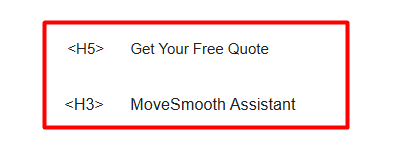 <H5> Get Your Free Quote
<H3> MoveSmooth Assistant